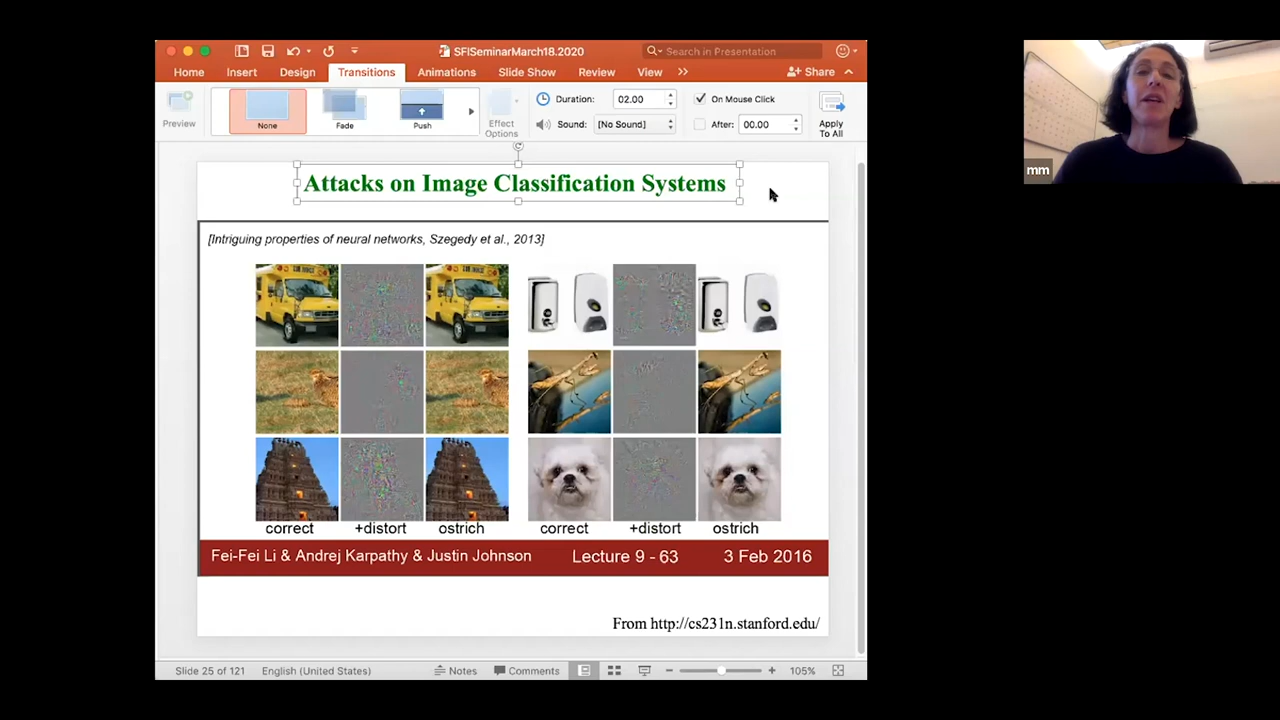 SFISeminarMarch18.2020
Search in Presentation
Home Insert Design Transitions Animations Slide Show Review View Share
Preview
None
Fade
Push
Effect Options
Duration: 02.00
Sound: [No Sound]
On Mouse Click
After: 00.00
Apply To All
mm
Attacks on Image Classification Systems
[Intriguing properties of neural networks, Szegedy et al., 2013]
correct +distort ostrich correct +distort ostrich
Fei-Fei Li & Andrej Karpathy & Justin Johnson Lecture 9 - 63 3 Feb 2016
From http://cs231n.stanford.edu/
Slide 25 of 121 English (United States) Notes Comments 105%